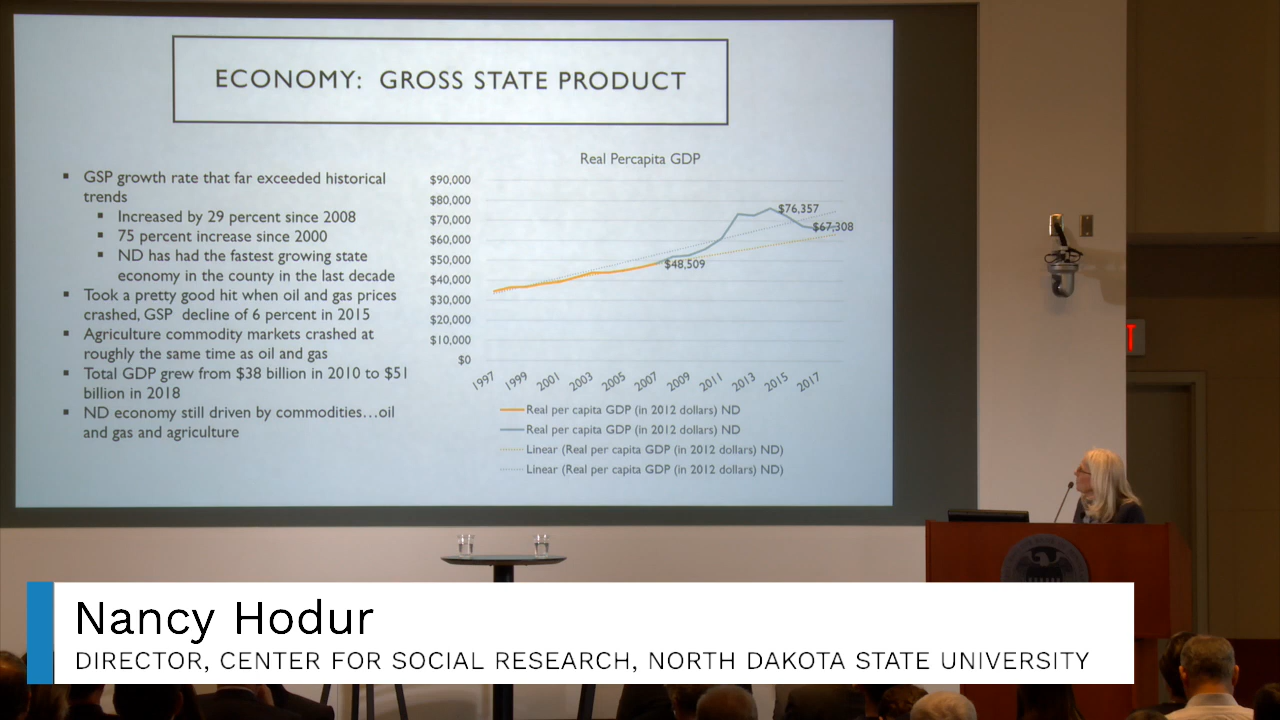 ECONOMY: GROSS STATE PRODUCT
GSP growth rate that far exceeded historical
trends
Increased by 29 percent since 2008
75 percent increase since 2000
ND has had the fastest growing state
economy in the county in the last decade
Took a pretty good hit when oil and gas prices
crashed, GSP decline of 6 percent in 2015
Agriculture commodity markets crashed at
roughly the same time as oil and gas
Total GDP grew from $38 billion in 2010 to $51
billion in 2018
ND economy still driven by commodities…oil
and gas and agriculture
Real Percapita GDP
$90,000
$80,000
$70,000
$60,000
$50,000
$40,000
$30,000
$20,000
$10,000
$0
$76,357
$67,308
$48,509
1997 1999 2001 2003 2005 2007 2009 2011 2013 2015 2017
Real per capita GDP (in 2012 dollars) ND
Real per capita GDP (in 2012 dollars) ND
Linear (Real per capita GDP (in 2012 dollars) ND)
Linear (Real per capita GDP (in 2012 dollars) ND)
Nancy Hodur
DIRECTOR, CENTER FOR SOCIAL RESEARCH, NORTH DAKOTA STATE UNIVERSITY